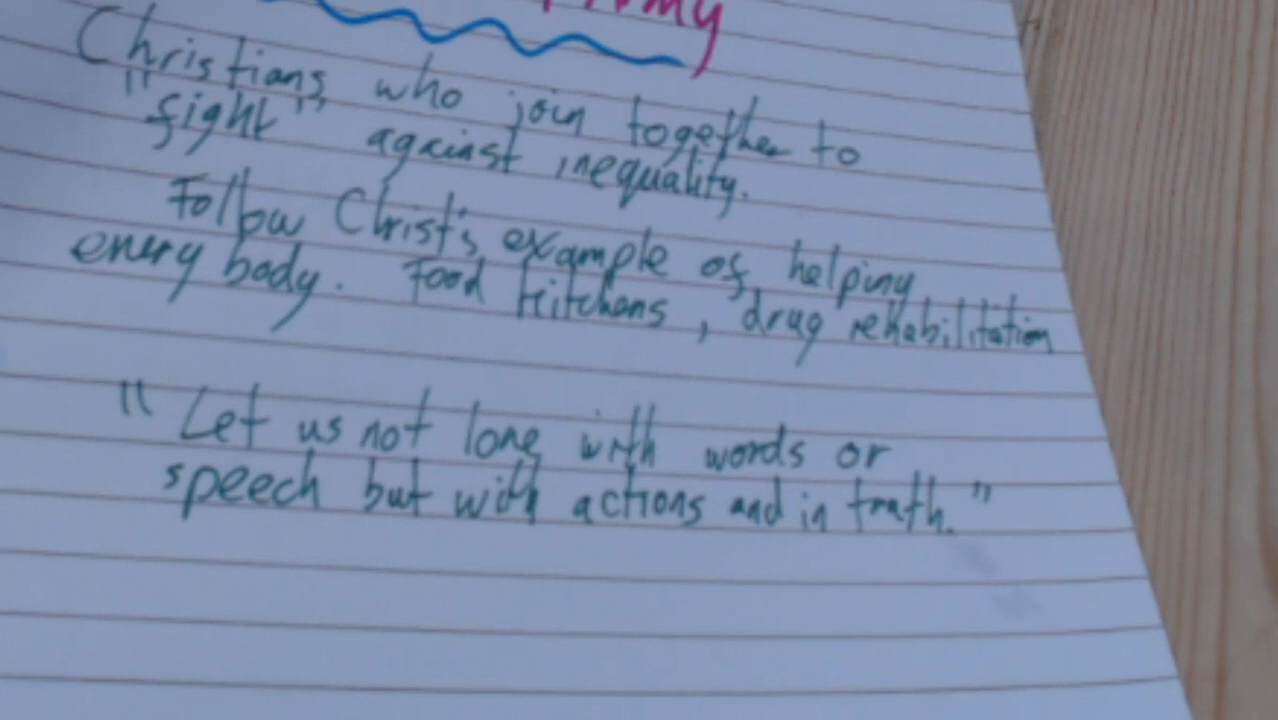 Army
Christians who join together to
"fight" against inequality.
Follow Christ's example of helping
every body. Food kitchens, drug rehabilitation
"Let us not love with words or
speech but with actions and in truth."